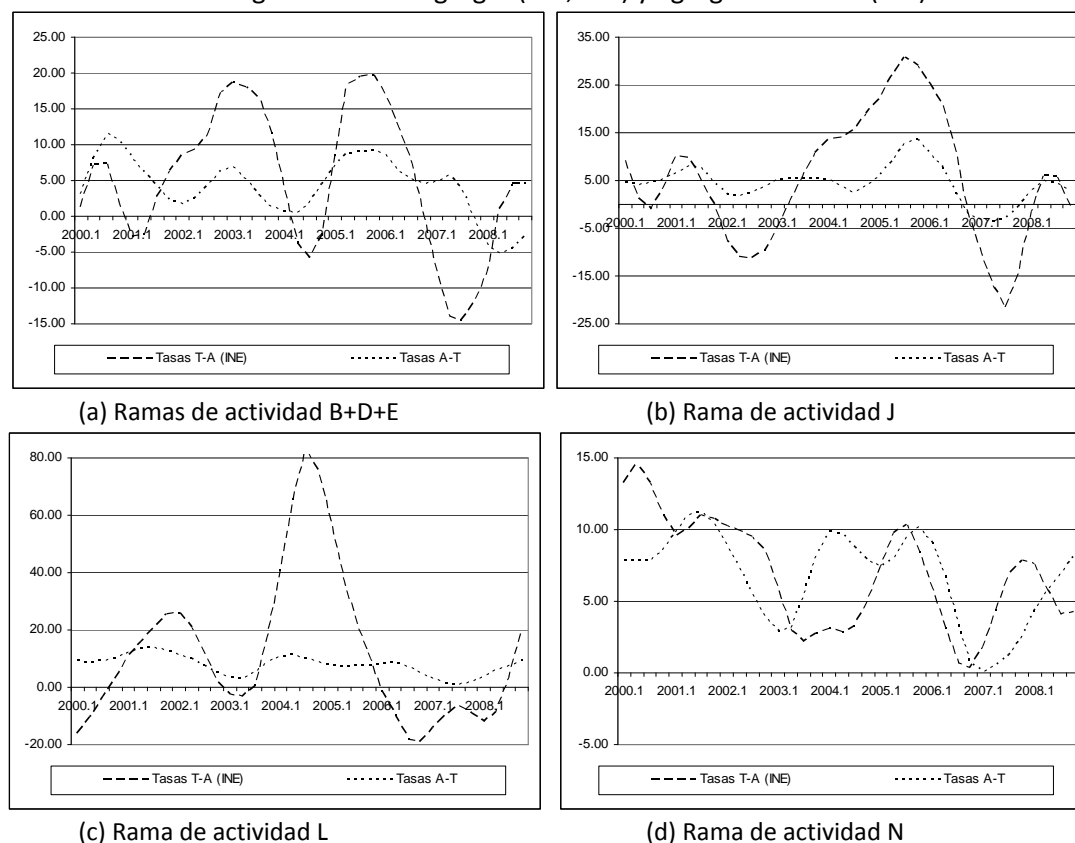 25.00
20.00
15.00
10.00
5.00
0.00
-5.00
-10.00
-15.00
2000.1 2001.1 2002.1 2003.1 2004.1 2005.1 2006.1 2007.1 2008.1
Tasas T-A (INE) Tasas A-T
(a) Ramas de actividad B+D+E
35.00
25.00
15.00
5.00
-5.00
-15.00
-25.00
2000.1 2001.1 2002.1 2003.1 2004.1 2005.1 2006.1 2007.1 2008.1
Tasas T-A (INE) Tasas A-T
(b) Rama de actividad J
80.00
60.00
40.00
20.00
0.00
-20.00
2000.1 2001.1 2002.1 2003.1 2004.1 2005.1 2006.1 2007.1 2008.1
Tasas T-A (INE) Tasas A-T
(c) Rama de actividad L
15.00
10.00
5.00
0.00
-5.00
2000.1 2001.1 2002.1 2003.1 2004.1 2005.1 2006.1 2007.1 2008.1
Tasas T-A (INE) Tasas A-T
(d) Rama de actividad N